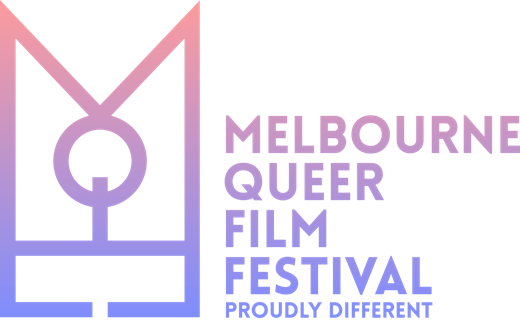 MELBOURNE
QUEER
FILM
FESTIVAL
PROUDLY DIFFERENT